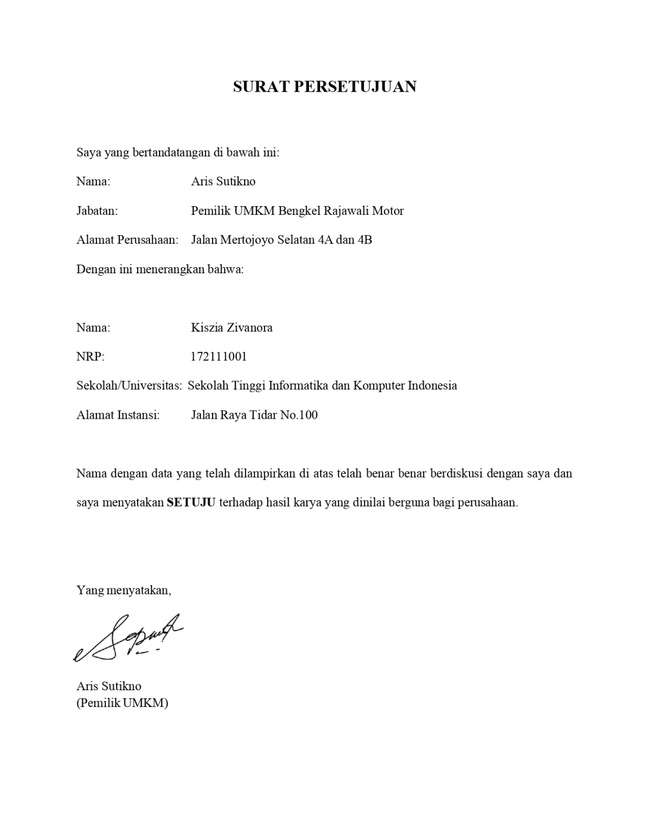 SURAT PERSETUJUAN
Saya yang bertandatangan di bawah ini:
Nama: Aris Sutikno
Jabatan: Pemilik UMKM Bengkel Rajawali Motor
Alamat Perusahaan: Jalan Mertojoyo Selatan 4A dan 4B
Dengan ini menerangkan bahwa:
Nama: Kiszia Zivanora
NRP: 172111001
Sekolah/Universitas: Sekolah Tinggi Informatika dan Komputer Indonesia
Alamat Instansi: Jalan Raya Tidar No.100
Nama dengan data yang telah dilampirkan di atas telah benar benar berdiskusi dengan saya dan
saya menyatakan SETUJU terhadap hasil karya yang dinilai berguna bagi perusahaan.
Yang menyatakan,
Aris Sutikno
(Pemilik UMKM)